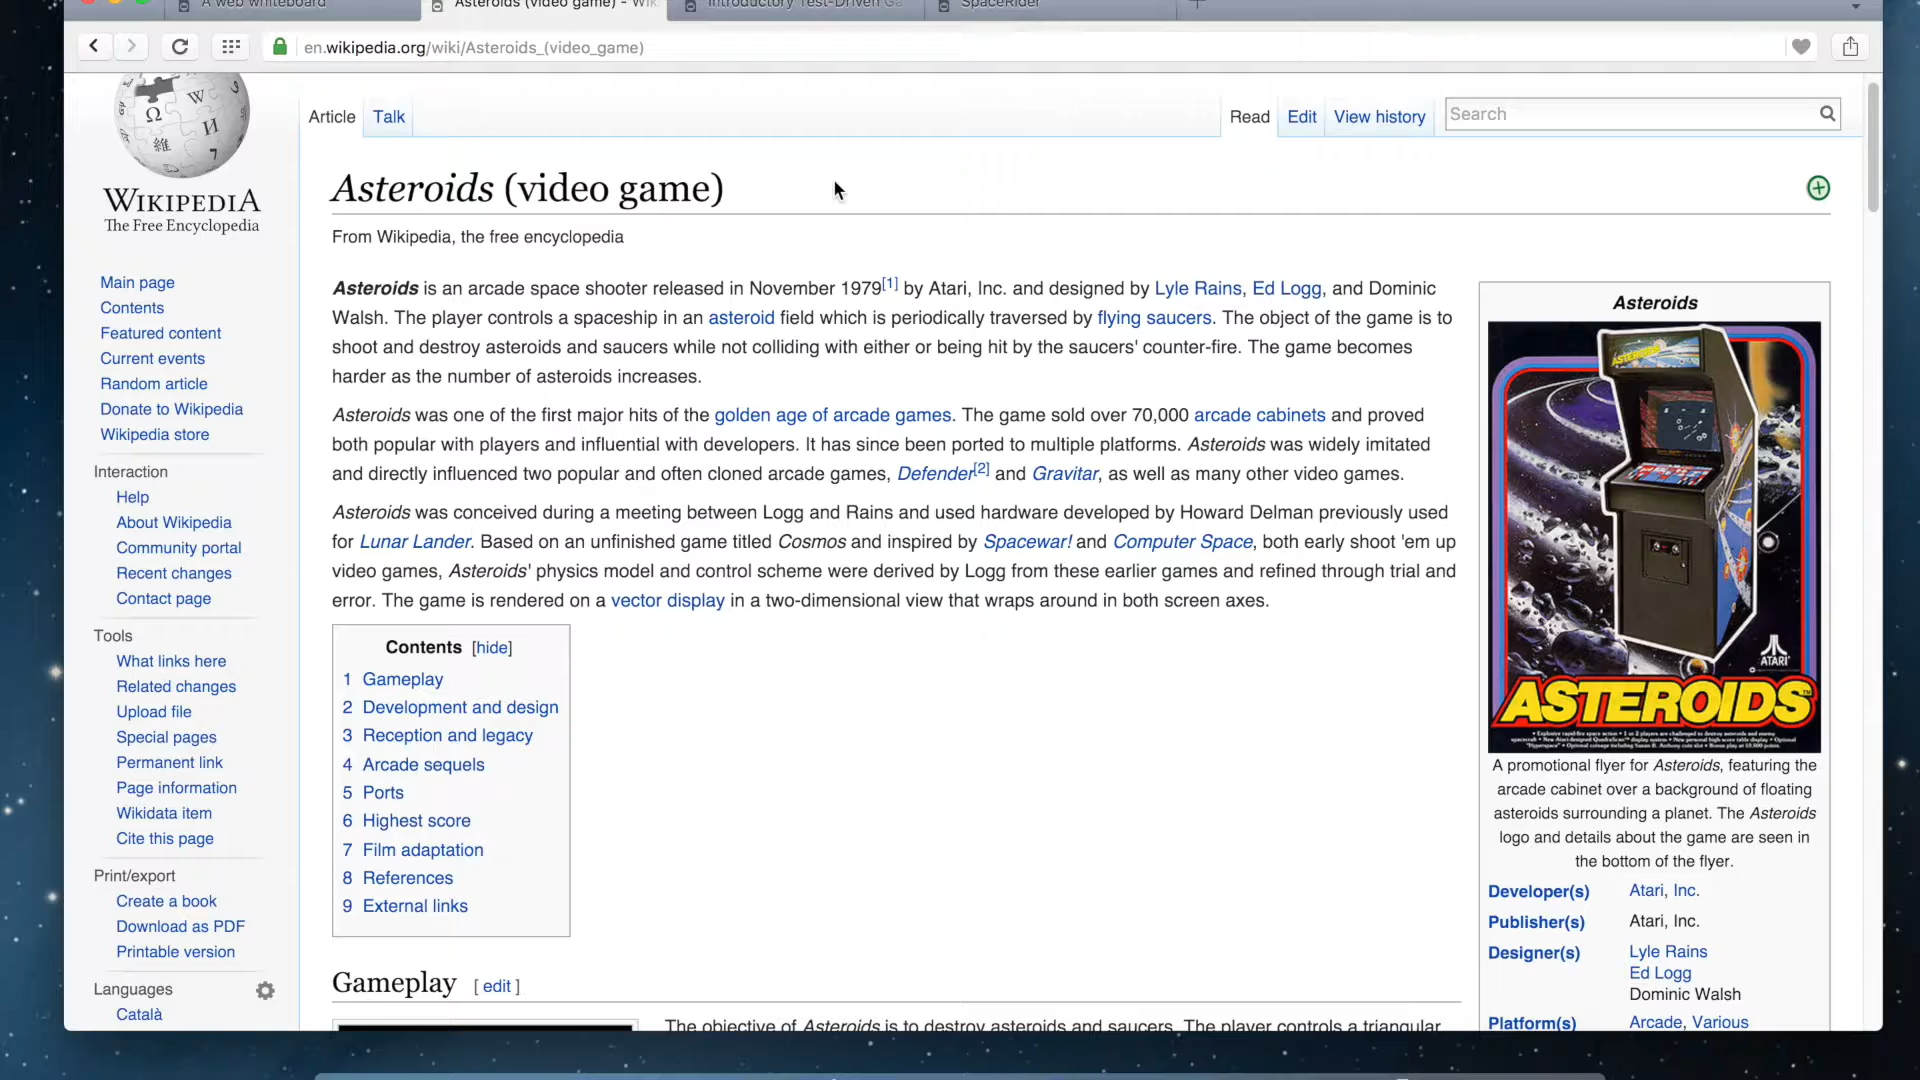 A web whiteboard
Asteroids (video game) - Wik
Introductory Test-Driven Ga
SpaceRider
en.wikipedia.org/wiki/Asteroids_(video_game)
WIKIPEDIA
The Free Encyclopedia
Main page
Contents
Featured content
Current events
Random article
Donate to Wikipedia
Wikipedia store
Interaction
Help
About Wikipedia
Community portal
Recent changes
Contact page
Tools
What links here
Related changes
Upload file
Special pages
Permanent link
Page information
Wikidata item
Cite this page
Print/export
Create a book
Download as PDF
Printable version
Languages
Català
Article Talk
Read Edit View history Search
Asteroids (video game)
From Wikipedia, the free encyclopedia
Asteroids is an arcade space shooter released in November 1979[1] by Atari, Inc. and designed by Lyle Rains, Ed Logg, and Dominic
Walsh. The player controls a spaceship in an asteroid field which is periodically traversed by flying saucers. The object of the game is to
shoot and destroy asteroids and saucers while not colliding with either or being hit by the saucers' counter-fire. The game becomes
harder as the number of asteroids increases.
Asteroids was one of the first major hits of the golden age of arcade games. The game sold over 70,000 arcade cabinets and proved
both popular with players and influential with developers. It has since been ported to multiple platforms. Asteroids was widely imitated
and directly influenced two popular and often cloned arcade games, Defender[2] and Gravitar, as well as many other video games.
Asteroids was conceived during a meeting between Logg and Rains and used hardware developed by Howard Delman previously used
for Lunar Lander. Based on an unfinished game titled Cosmos and inspired by Spacewar! and Computer Space, both early shoot 'em up
video games, Asteroids' physics model and control scheme were derived by Logg from these earlier games and refined through trial and
error. The game is rendered on a vector display in a two-dimensional view that wraps around in both screen axes.
Contents [hide]
1 Gameplay
2 Development and design
3 Reception and legacy
4 Arcade sequels
5 Ports
6 Highest score
7 Film adaptation
8 References
9 External links
Gameplay [ edit ]
The objective of Asteroids is to destroy asteroids and saucers. The player controls a triangular
Asteroids
ASTEROIDS
ATARI
ASTEROIDS
A promotional flyer for Asteroids, featuring the
arcade cabinet over a background of floating
asteroids surrounding a planet. The Asteroids
logo and details about the game are seen in
the bottom of the flyer.
Developer(s) Atari, Inc.
Publisher(s) Atari, Inc.
Designer(s) Lyle Rains
Ed Logg
Dominic Walsh
Platform(s) Arcade, Various